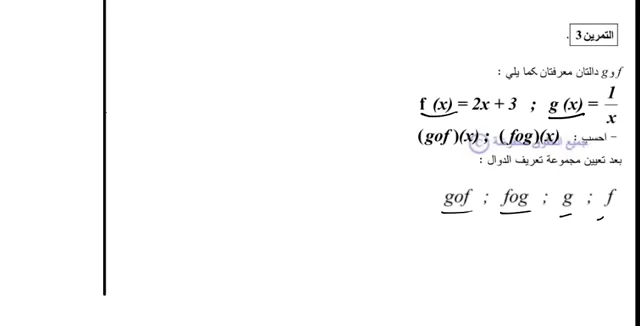 التمرين 3 .
f و g دالتان معرفتان كما يلي :
f (x) = 2x + 3 ; g (x) = 1/x
- احسب : (gof)(x) ; (fog)(x)
بعد تعيين مجموعة تعريف الدوال :
gof ; fog ; g ; f